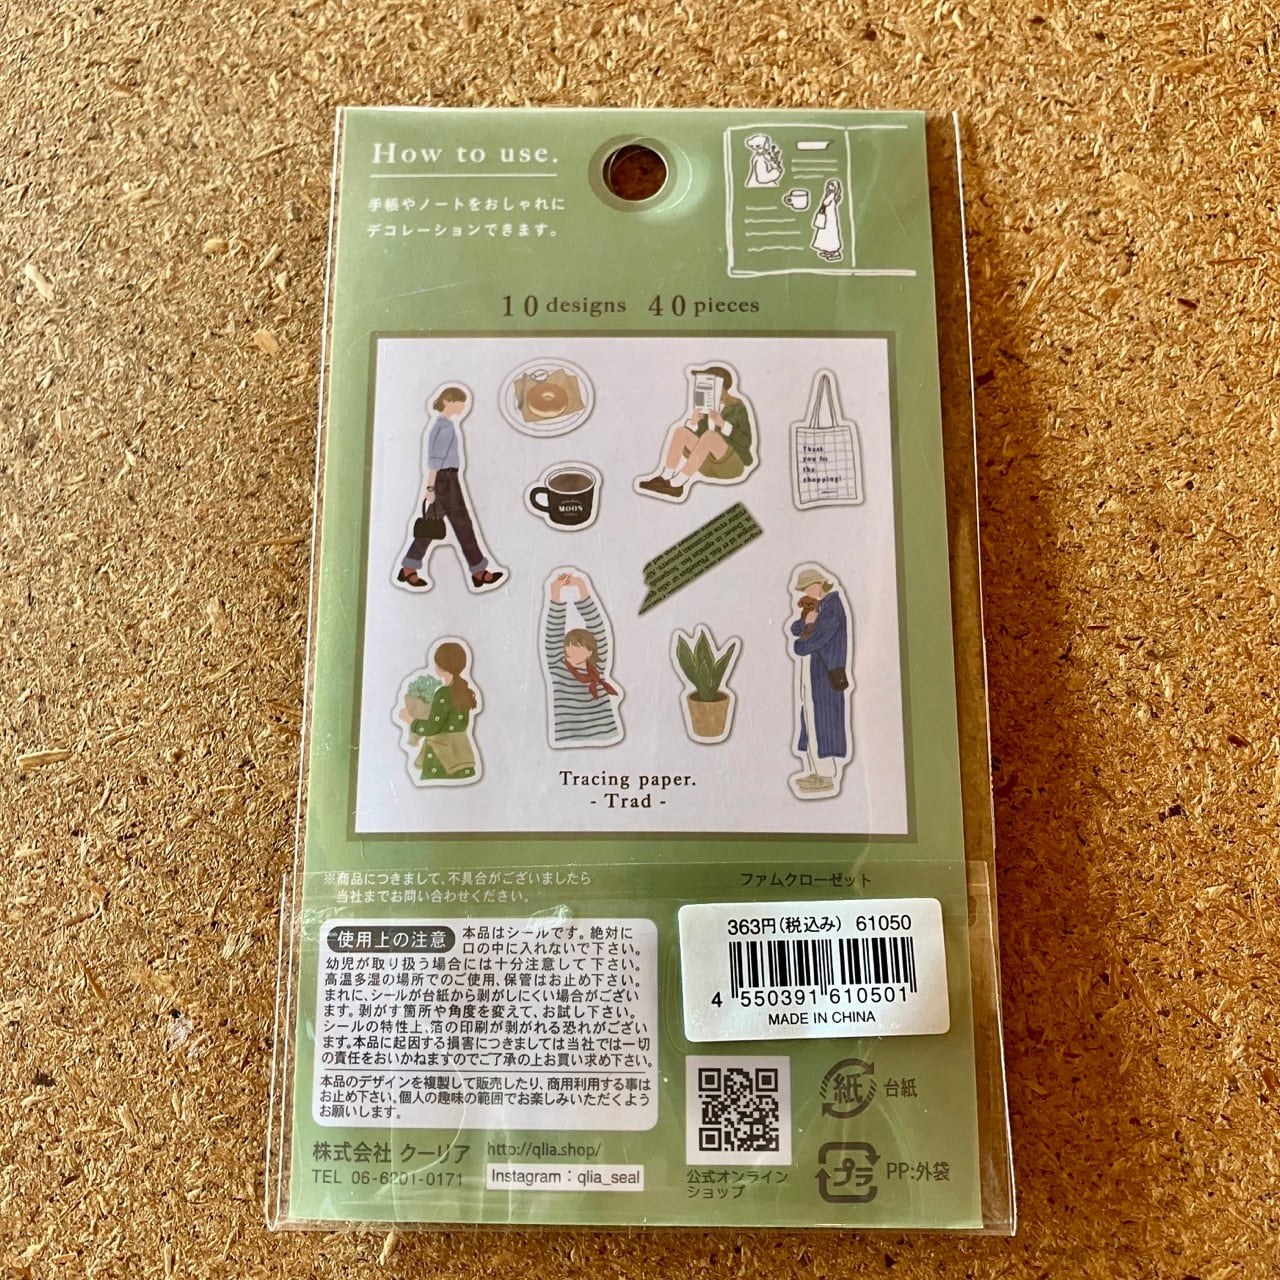 How to use.
手帳やノートをおしゃれに
デコレーションできます。
10 designs 40 pieces
Thank
you for
the
shopping!
MOON
Tracing paper.
- Trad -
※商品につきまして、不具合がございましたら
当社までお問い合わせください。
ファムクローゼット
使用上の注意 本品はシールです。絶対に
口の中に入れないで下さい。
幼児が取り扱う場合には十分注意して下さい。
高温多湿の場所でのご使用、保管はお止め下さい。
まれに、シールが台紙から剥がしにくい場合がござい
ます。剥がす箇所や角度を変えて、お試し下さい。
シールの特性上、箔の印刷が剥がれる恐れがござい
ます。本品に起因する損害につきましては当社では一切
の責任をおいかねますのでご了承の上お買い求め下さい。
本品のデザインを複製して販売したり、商用利用する事は
お止め下さい。個人の趣味の範囲でお楽しみいただくよう
お願いします。
363円(税込み) 61050
4 550391 610501
MADE IN CHINA
紙 台紙
プラ PP:外袋
公式オンライン
ショップ
株式会社 クーリア http://qlia.shop/
TEL 06-6201-0171 Instagram : qlia_seal